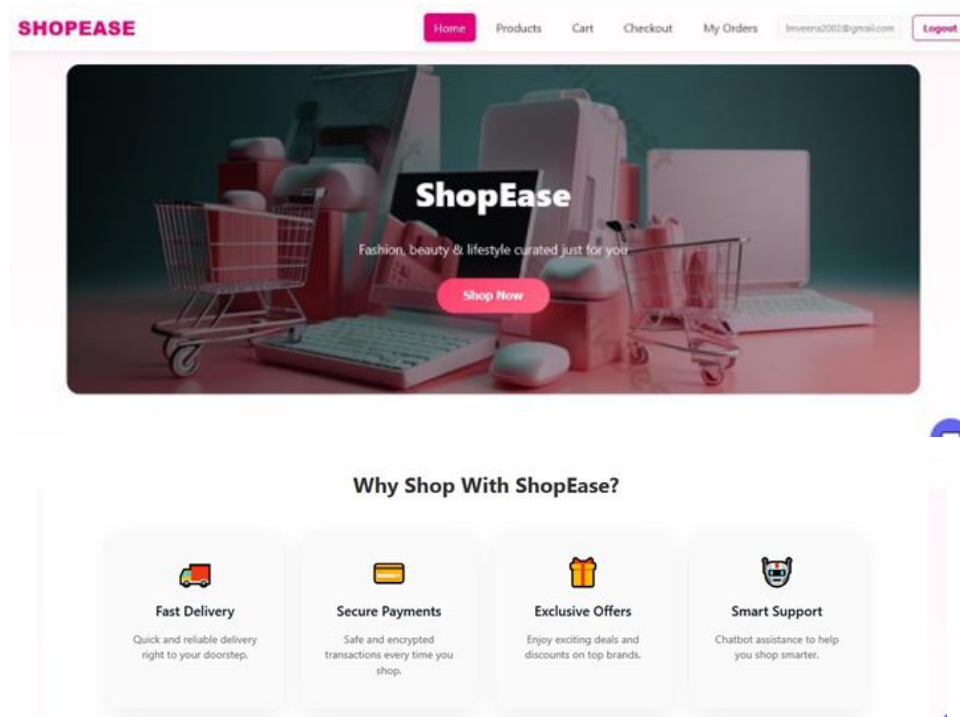 SHOPEASE
Home Products Cart Checkout My Orders Logout
ShopEase
Fashion, beauty & lifestyle curated just for you
Shop Now
Why Shop With ShopEase?
Fast Delivery
Quick and reliable delivery
right to your doorstep.
Secure Payments
Safe and encrypted
transactions every time you
shop.
Exclusive Offers
Enjoy exciting deals and
discounts on top brands.
Smart Support
Chatbot assistance to help
you shop smarter.